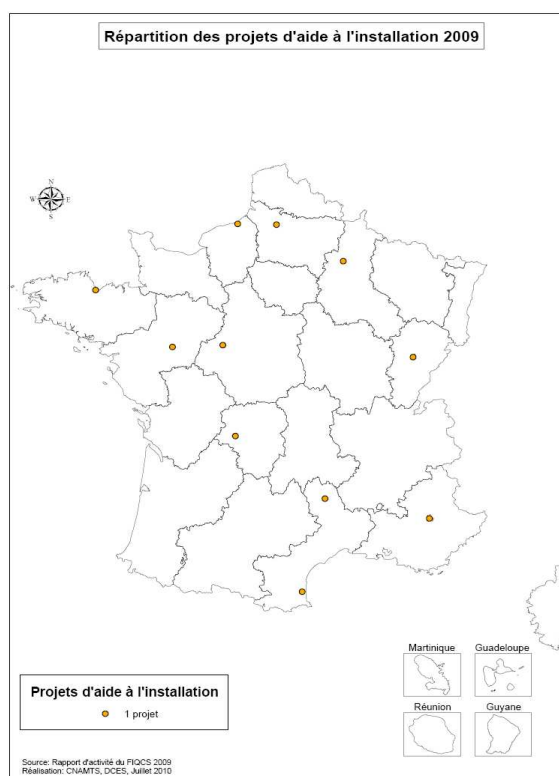 Répartition des projets d'aide à l'installation 2009
N
W E
S
Martinique Guadeloupe
Réunion Guyane
Projets d'aide à l'installation
1 projet
Source: Rapport d'activité du FIQCS 2009
Réalisation: CNAMTS, DCES, Juillet 2010